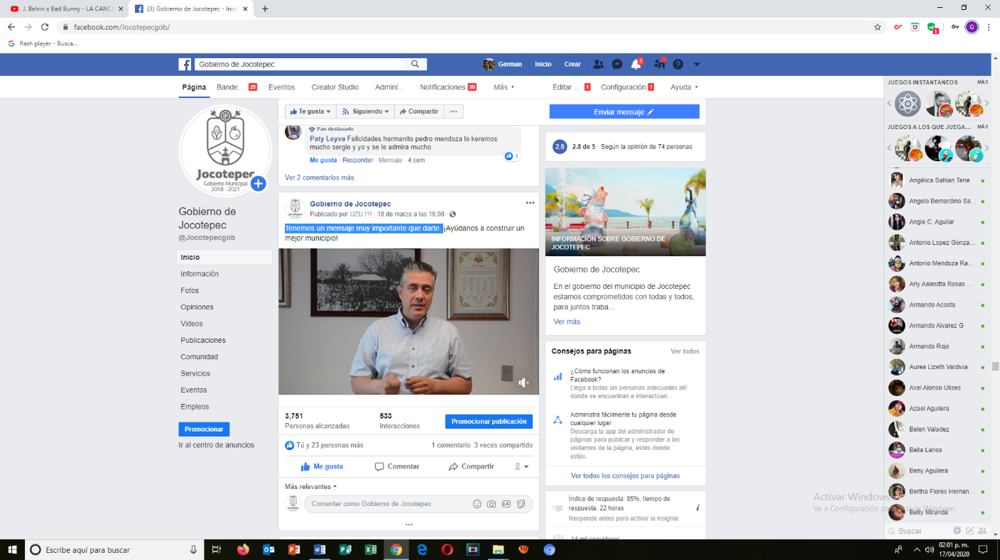 J. Balvin x Bad Bunny - LA CANCI
(3) Gobierno de Jocotepec - Inici
facebook.com/Jocotepecgob/
flash player - Busca...
Gobierno de Jocotepec
German Inicio Crear 3
Página Bande... 25 Eventos Creator Studio Admini... Notificaciones 36 Más Editar ... 1 Configuración 1 Ayuda
Te gusta Siguiendo Compartir ...
Enviar mensaje
Jocotepec
Gobierno Municipal
2018 - 2021
Gobierno de
Jocotepec
@Jocotepecgob
Inicio
Información
Fotos
Opiniones
Videos
Publicaciones
Comunidad
Servicios
Eventos
Empleos
Promocionar
Ir al centro de anuncios
Fan destacado
Paty Leyva Felicidades hermanito pedro mendoza lo keremos
mucho sergio y yo y se le admira mucho
Me gusta · Responder · Mensaje · 4 sem
1
Ver 2 comentarios más
Gobierno de Jocotepec
Publicado por UZU [?] · 18 de marzo a las 16:00 ·
Tenemos un mensaje muy importante que darte. ¡Ayúdanos a construir un
mejor municipio!
3,751
Personas alcanzadas
533
Interacciones
Promocionar publicación
Tú y 23 personas más
1 comentario 3 veces compartido
Me gusta Comentar Compartir
Más relevantes
Comentar como Gobierno de Jocotepec
GIF
...
2.8 2.8 de 5 · Según la opinión de 74 personas
INFORMACIÓN SOBRE GOBIERNO DE
JOCOTEPEC
Gobierno de Jocotepec
En el gobierno del municipio de Jocotepec
estamos comprometidos con todas y todos,
para juntos traba...
Ver más
Consejos para páginas Ver todos
¿Cómo funcionan los anuncios de
Facebook?
Llega a todas las personas adecuadas allí
donde se encuentran e interactúan.
Administra fácilmente tu página desde
cualquier lugar
Descarga la app del administrador de
páginas para publicar y responder a los
visitantes de la página, estés donde
estés.
Ver todos los consejos para páginas
Índice de respuesta: 85%; tiempo de
respuesta: 22 horas
Responde antes para activar la insignia
14 mil seguidores
JUEGOS INSTANTÁNEOS MÁS
UNO
JUEGOS A LOS QUE JUEGA... MÁS
Angélica Sahian Tene
Angelo Bernardino Sa...
Angie C. Aguilar
Antonio Lopez Gonza...
Antonio Mendoza Ra...
Arly Aalesitta Rosas ...
Armando Acosta
Armando Alvarez G
Armando Rojo
Aurea Lizeth Valdivia
Axel Alonso Ulises
Azael Aguilera
Belen Valadez
Bella Larios
Beny Aguilera
Bertha Flores Hernan...
Betty Miranda
Buscar
Activar Windows
Ve a Configuración para activar Windows.
Escribe aquí para buscar
02:01 p. m.
17/04/2020